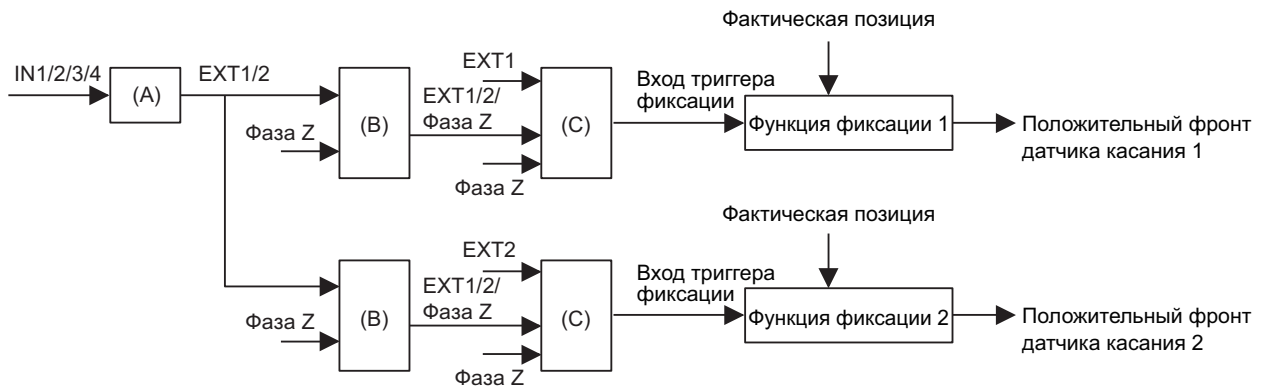 Фактическая позиция
IN1/2/3/4
(A)
EXT1/2
Фаза Z
(B)
EXT1
EXT1/2/
Фаза Z
Фаза Z
(C)
Вход триггера
фиксации
Функция фиксации 1
Положительный фронт
датчика касания 1
Фактическая позиция
Фаза Z
(B)
EXT2
EXT1/2/
Фаза Z
Фаза Z
(C)
Вход триггера
фиксации
Функция фиксации 2
Положительный фронт
датчика касания 2